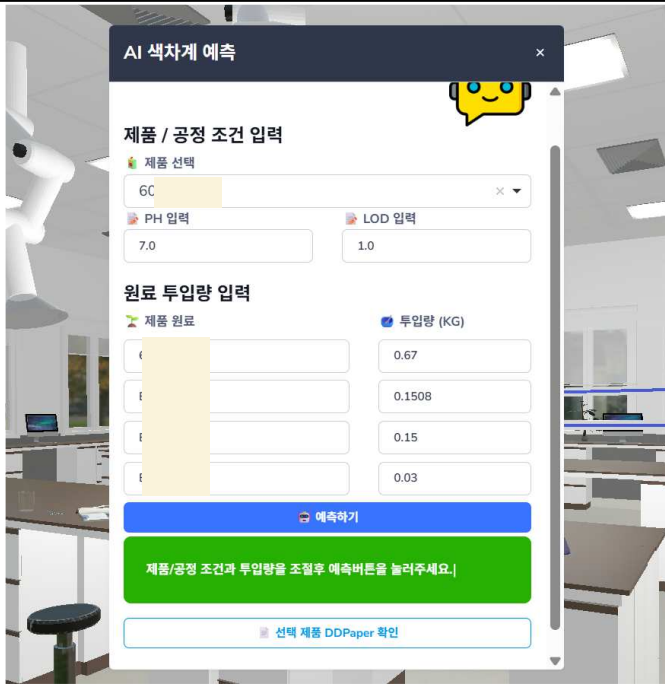 AI 색차계 예측
×
제품 / 공정 조건 입력
제품 선택
60
×
PH 입력 LOD 입력
7.0 1.0
원료 투입량 입력
제품 원료 투입량 (KG)
0.67
0.1508
0.15
0.03
예측하기
제품/공정 조건과 투입량을 조절후 예측버튼을 눌러주세요.|
선택 제품 DDPaper 확인